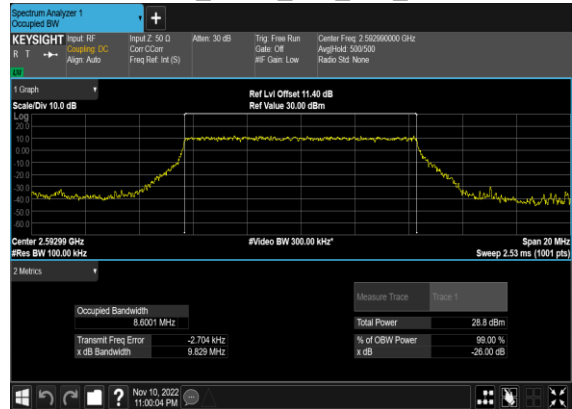 Spectrum Analyzer 1
Occupied BW
+
KEYSIGHT Input: RF Input Z: 50 Ω Atten: 30 dB Trig: Free Run Center Freq: 2.592990000 GHz
R T Coupling: DC Corr CCorr Gate: Off Avg|Hold: 500/500
Align: Auto Freq Ref: Int (S) #IF Gain: Low Radio Std: None
LW
1 Graph
Ref Lvl Offset 11.40 dB
Scale/Div 10.0 dB Ref Value 30.00 dBm
Log
20.0
10.0
0.00
-10.0
-20.0
-30.0
-40.0
-50.0
-60.0
Center 2.59299 GHz #Video BW 300.00 kHz* Span 20 MHz
#Res BW 100.00 kHz Sweep 2.53 ms (1001 pts)
2 Metrics
Measure Trace Trace 1
Occupied Bandwidth
8.6001 MHz Total Power 28.8 dBm
Transmit Freq Error -2.704 kHz % of OBW Power 99.00 %
x dB Bandwidth 9.829 MHz x dB -26.00 dB
?
Nov 10, 2022
11:00:04 PM